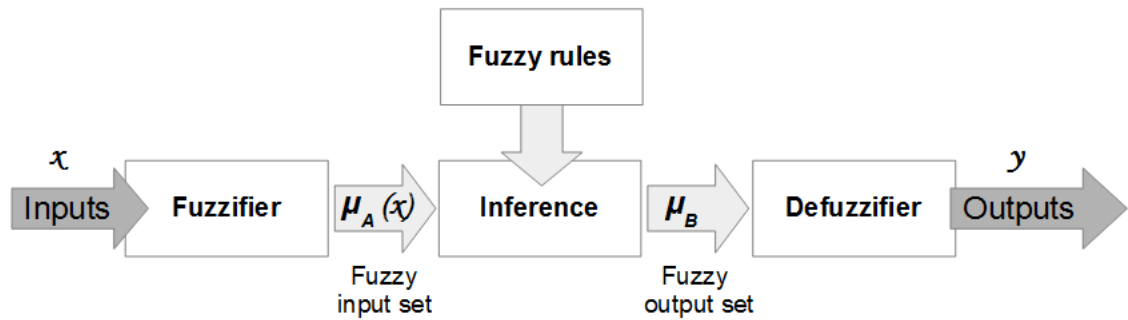 Fuzzy rules
x
y
Inputs
Fuzzifier
μA(x)
Inference
μB
Defuzzifier
Outputs
Fuzzy
input set
Fuzzy
output set